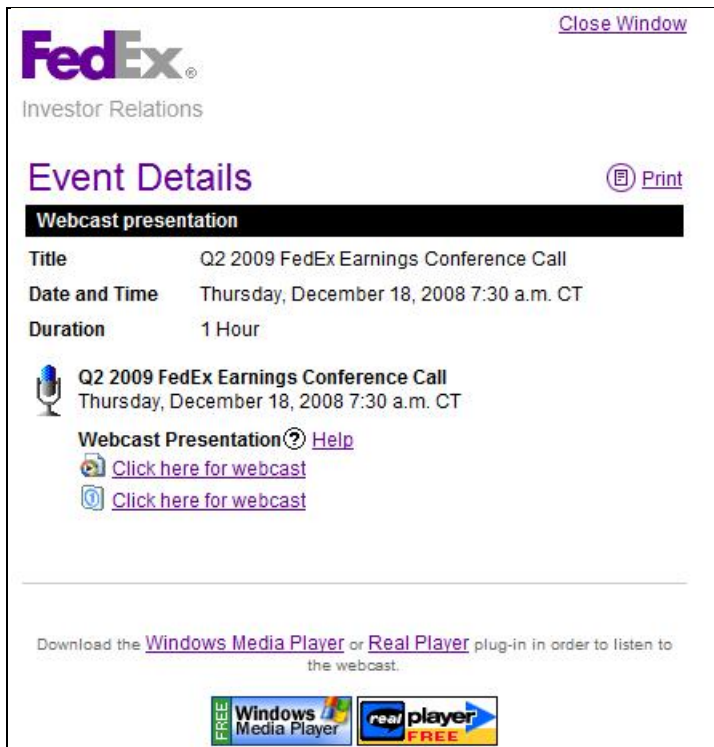 Close Window
FedEx®
Investor Relations
Event Details
Print
Webcast presentation
Title Q2 2009 FedEx Earnings Conference Call
Date and Time Thursday, December 18, 2008 7:30 a.m. CT
Duration 1 Hour
Q2 2009 FedEx Earnings Conference Call
Thursday, December 18, 2008 7:30 a.m. CT
Webcast Presentation ? Help
Click here for webcast
Click here for webcast
Download the Windows Media Player or Real Player plug-in in order to listen to
the webcast.
FREE Windows Media Player
real player FREE